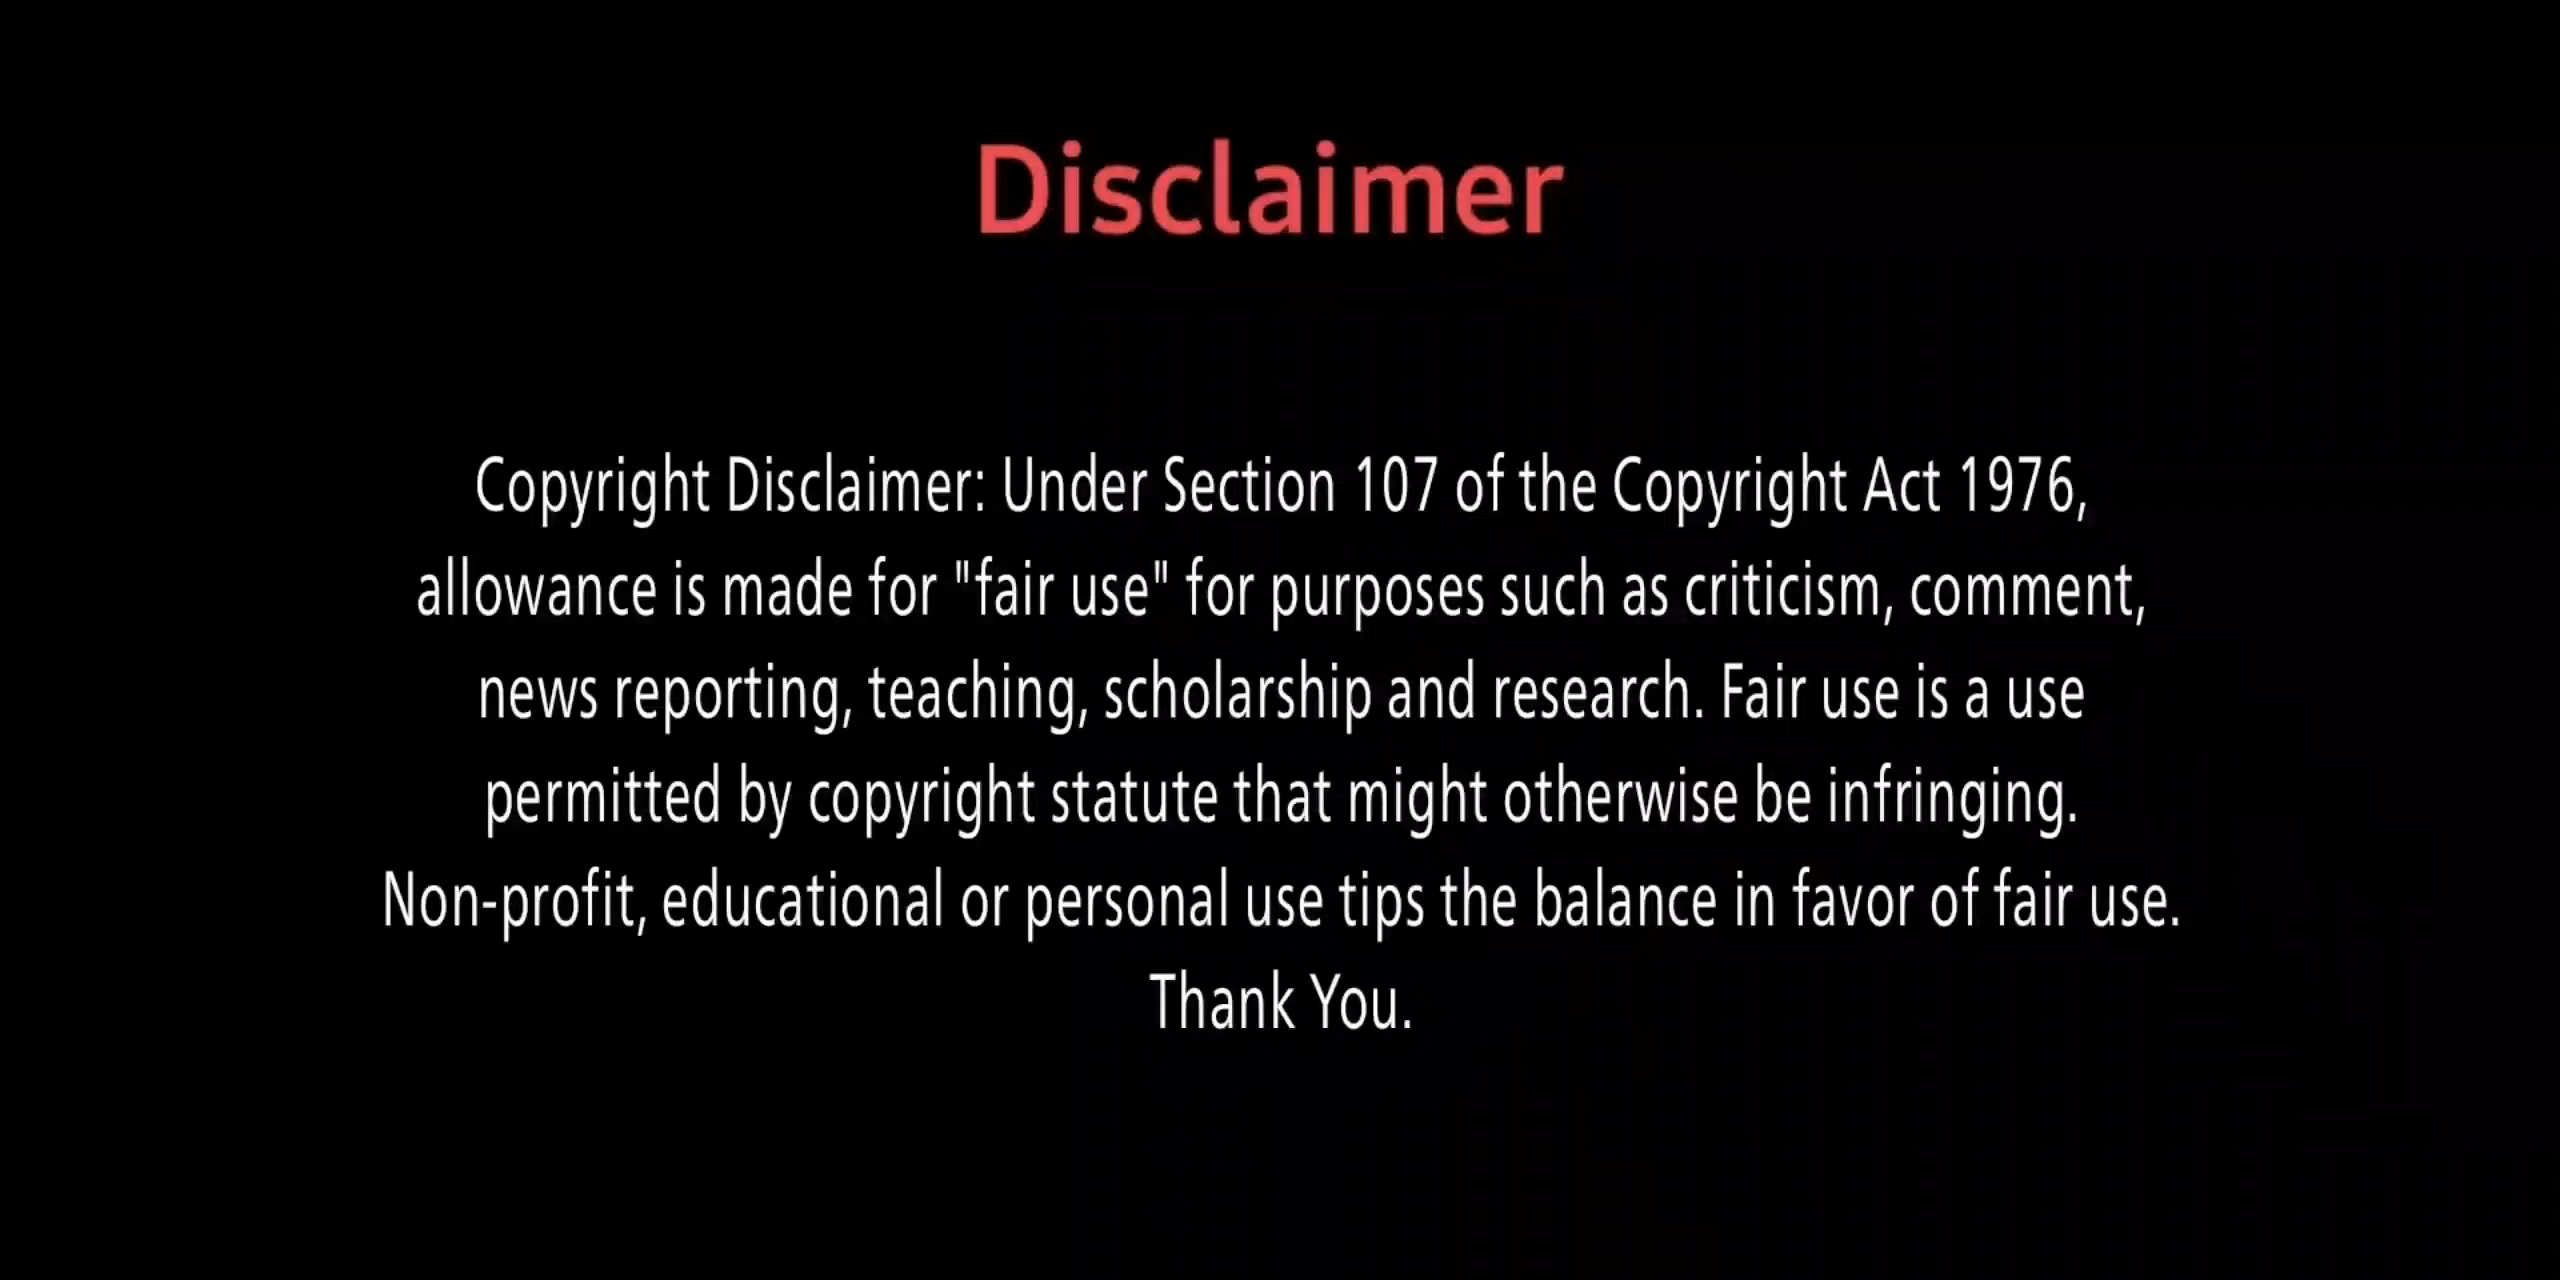 Disclaimer
Copyright Disclaimer: Under Section 107 of the Copyright Act 1976,
allowance is made for "fair use" for purposes such as criticism, comment,
news reporting, teaching, scholarship and research. Fair use is a use
permitted by copyright statute that might otherwise be infringing.
Non-profit, educational or personal use tips the balance in favor of fair use.
Thank You.